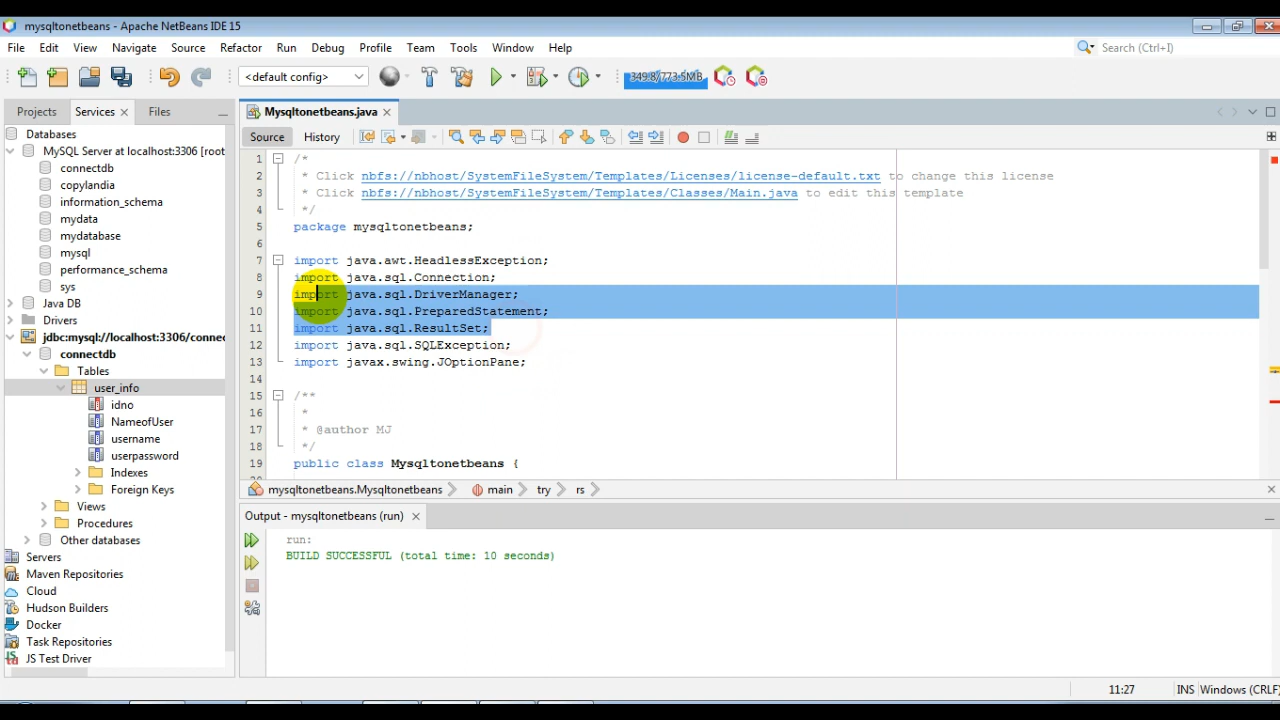 mysqltonetbeans - Apache NetBeans IDE 15
File Edit View Navigate Source Refactor Run Debug Profile Team Tools Window Help
Search (Ctrl+I)
<default config>
349.8/773.5MB
Projects Services Files
Mysqltonetbeans.java
Source History
Databases
MySQL Server at localhost:3306 [root
connectdb
copylandia
information_schema
mydata
mydatabase
mysql
performance_schema
sys
Java DB
Drivers
jdbc:mysql://localhost:3306/connec
connectdb
Tables
user_info
idno
NameofUser
username
userpassword
Indexes
Foreign Keys
Views
Procedures
Other databases
Servers
Maven Repositories
Cloud
Hudson Builders
Docker
Task Repositories
JS Test Driver
1 /*
2 * Click nbfs://nbhost/SystemFileSystem/Templates/Licenses/license-default.txt to change this license
3 * Click nbfs://nbhost/SystemFileSystem/Templates/Classes/Main.java to edit this template
4 */
5 package mysqltonetbeans;
6
7 import java.awt.HeadlessException;
8 import java.sql.Connection;
9 import java.sql.DriverManager;
10 import java.sql.PreparedStatement;
11 import java.sql.ResultSet;
12 import java.sql.SQLException;
13 import javax.swing.JOptionPane;
14
15 /**
16 *
17 * @author MJ
18 */
19 public class Mysqltonetbeans {
mysqltonetbeans.Mysqltonetbeans main try rs
Output - mysqltonetbeans (run)
run:
BUILD SUCCESSFUL (total time: 10 seconds)
11:27 INS Windows (CRLF